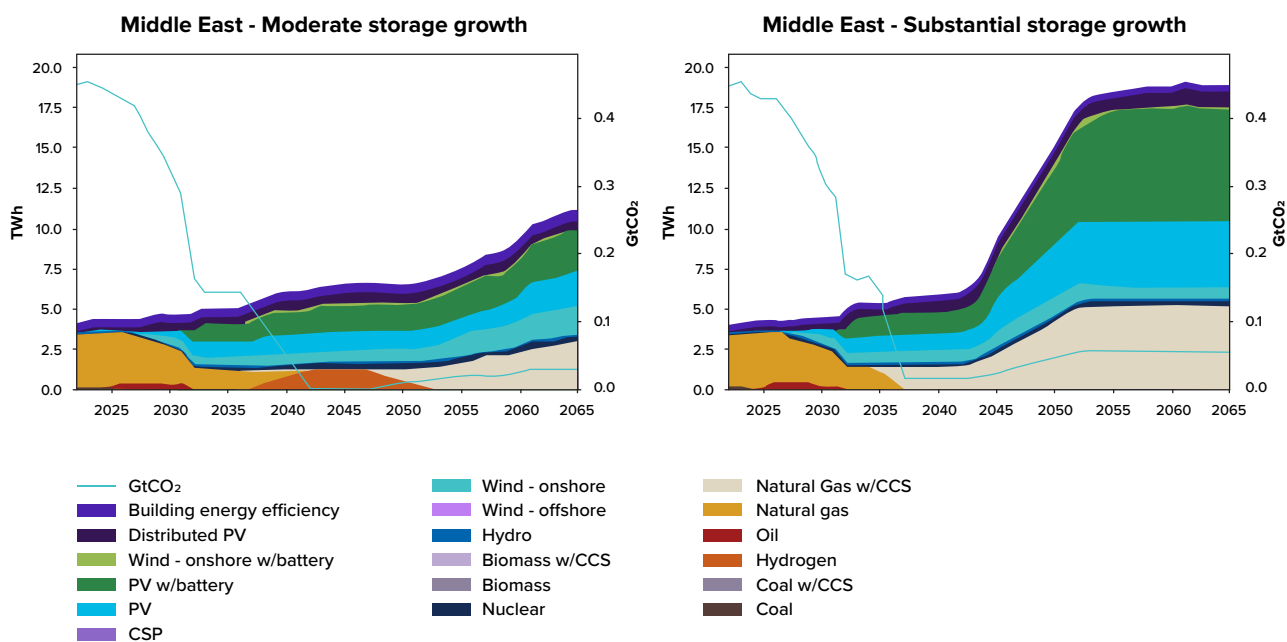 Middle East - Moderate storage growth
20.0
17.5
15.0
12.5
10.0
7.5
5.0
2.5
0.0
TWh
0.4
0.3
0.2
0.1
0.0
GtCO₂
2025 2030 2035 2040 2045 2050 2055 2060 2065
Middle East - Substantial storage growth
20.0
17.5
15.0
12.5
10.0
7.5
5.0
2.5
0.0
TWh
0.4
0.3
0.2
0.1
0.0
GtCO₂
2025 2030 2035 2040 2045 2050 2055 2060 2065
GtCO₂
Building energy efficiency
Distributed PV
Wind - onshore w/battery
PV w/battery
PV
CSP
Wind - onshore
Wind - offshore
Hydro
Biomass w/CCS
Biomass
Nuclear
Natural Gas w/CCS
Natural gas
Oil
Hydrogen
Coal w/CCS
Coal